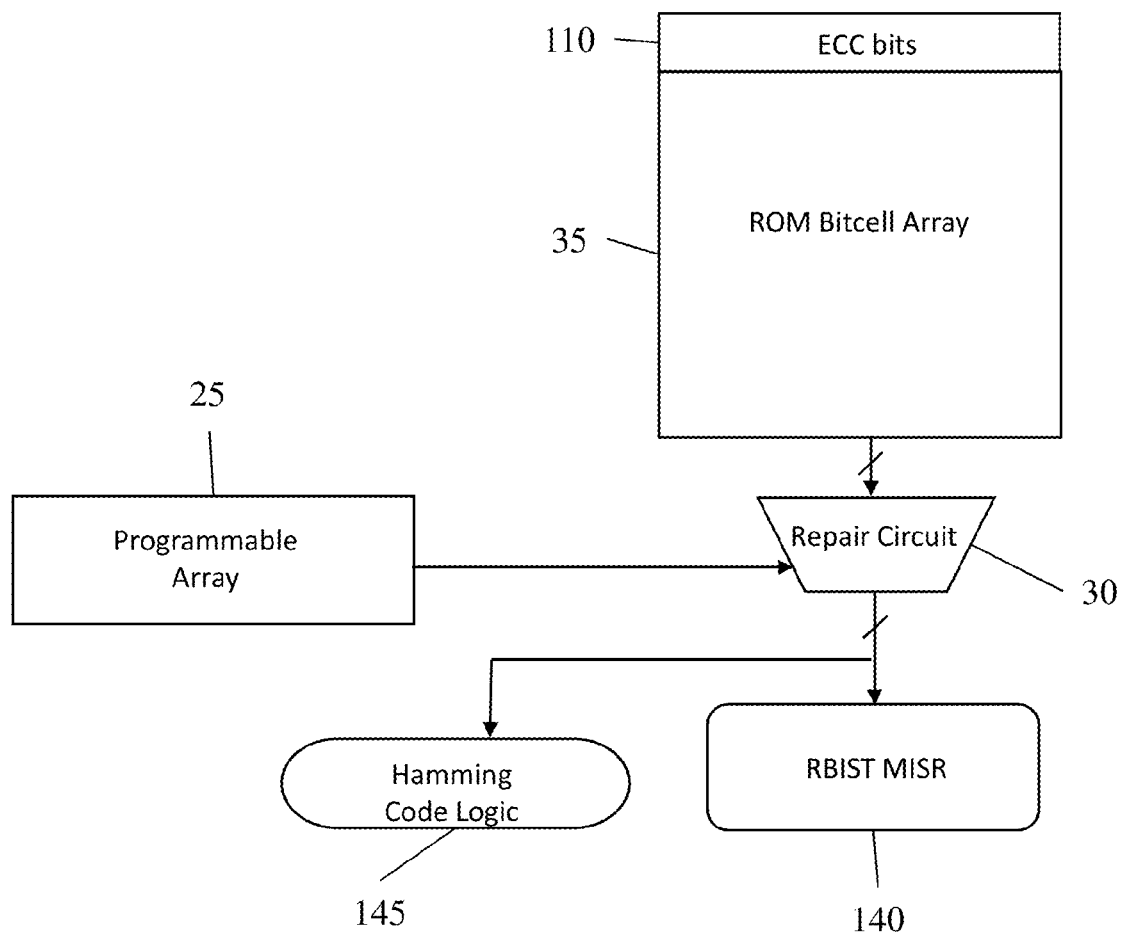 110
ECC bits
ROM Bitcell Array
35
25
Programmable
Array
Repair Circuit
30
Hamming
Code Logic
RBIST MISR
145
140